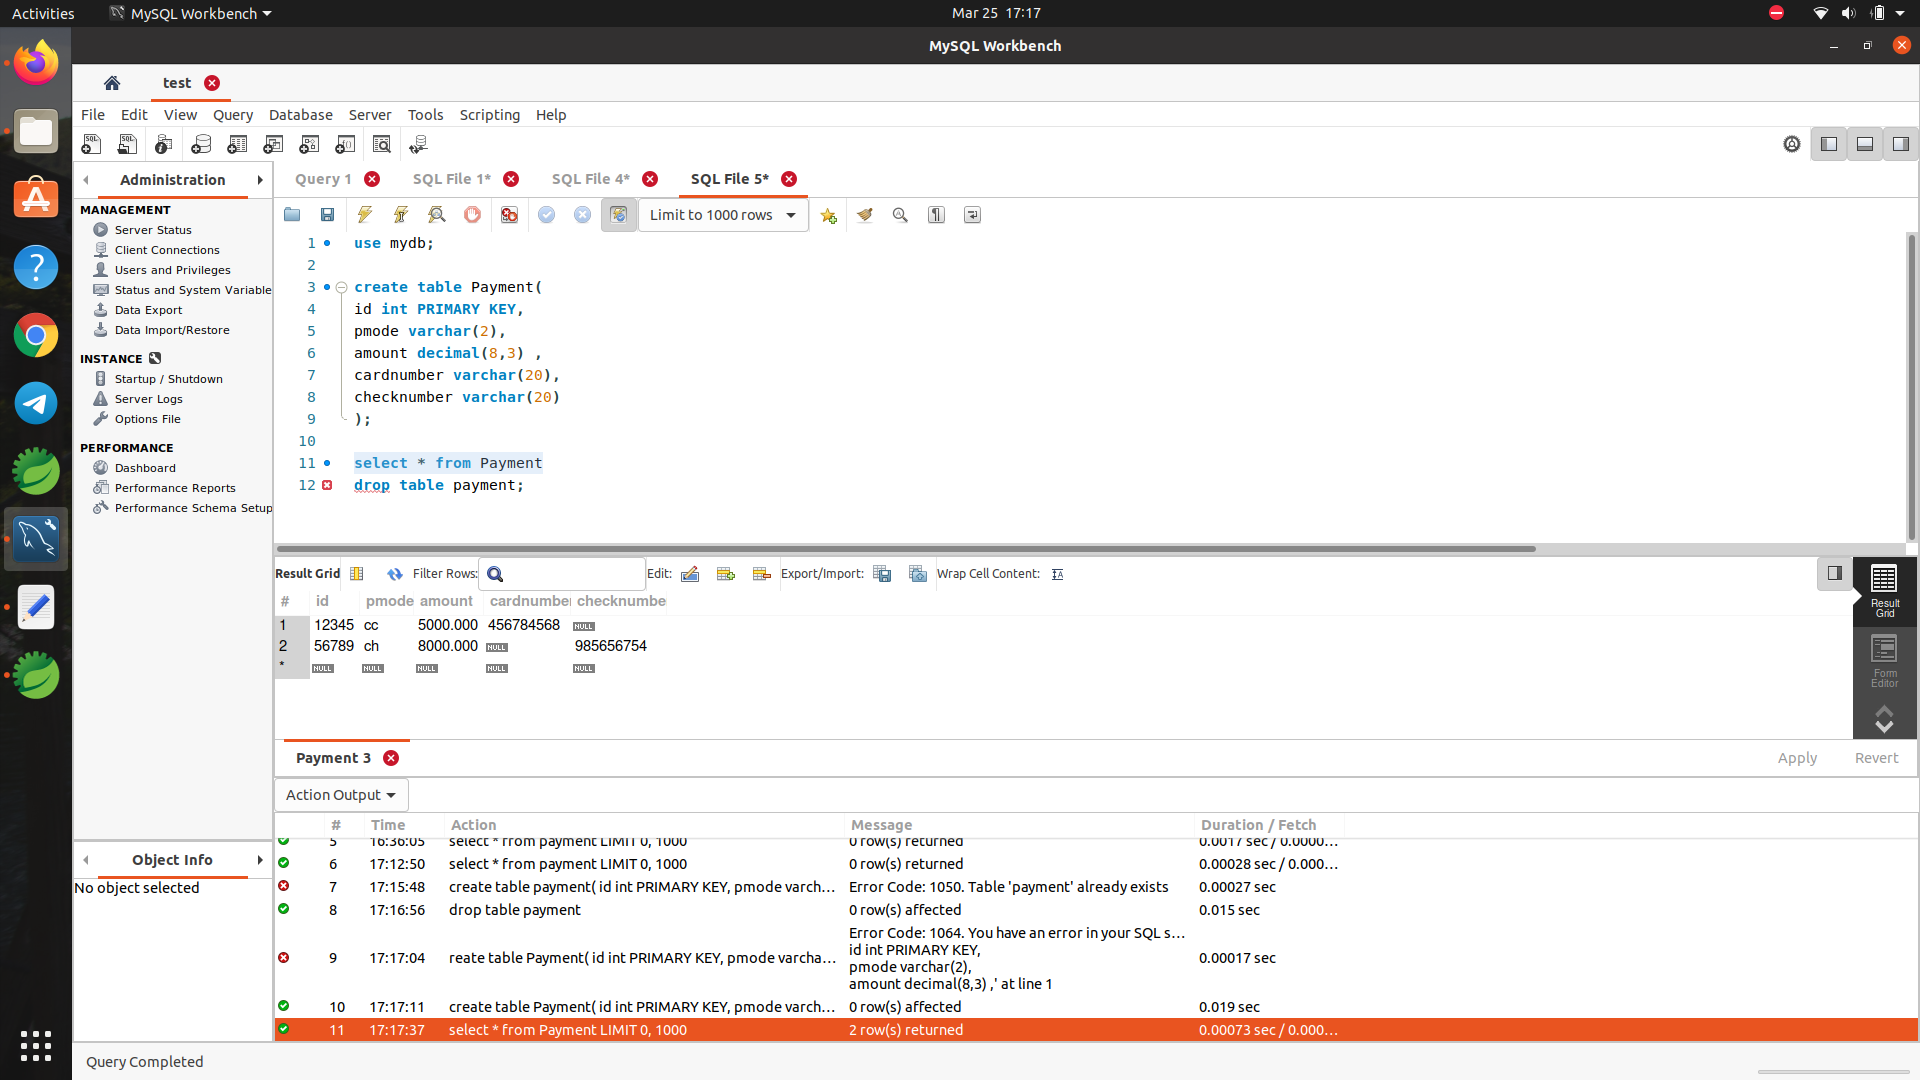 Activities
MySQL Workbench
Mar 25 17:17
MySQL Workbench
test
File Edit View Query Database Server Tools Scripting Help
Administration
Query 1
SQL File 1*
SQL File 4*
SQL File 5*
MANAGEMENT
Server Status
Client Connections
Users and Privileges
Status and System Variable
Data Export
Data Import/Restore
INSTANCE
Startup / Shutdown
Server Logs
Options File
PERFORMANCE
Dashboard
Performance Reports
Performance Schema Setup
Limit to 1000 rows
1 use mydb;
2
3 create table Payment(
4 id int PRIMARY KEY,
5 pmode varchar(2),
6 amount decimal(8,3) ,
7 cardnumber varchar(20),
8 checknumber varchar(20)
9 );
10
11 select * from Payment
12 drop table payment;
Result Grid Filter Rows: Edit: Export/Import: Wrap Cell Content:
# id pmode amount cardnumber checknumbe
1 12345 cc 5000.000 456784568 NULL
2 56789 ch 8000.000 NULL 985656754
* NULL NULL NULL NULL NULL
Result
Grid
Form
Editor
Payment 3
Apply Revert
Action Output
# Time Action Message Duration / Fetch
5 16:36:05 select * from payment LIMIT 0, 1000 0 row(s) returned 0.0017 sec / 0.0000...
6 17:12:50 select * from payment LIMIT 0, 1000 0 row(s) returned 0.00028 sec / 0.000...
7 17:15:48 create table payment( id int PRIMARY KEY, pmode varch... Error Code: 1050. Table 'payment' already exists 0.00027 sec
8 17:16:56 drop table payment 0 row(s) affected 0.015 sec
9 17:17:04 reate table Payment( id int PRIMARY KEY, pmode varcha... Error Code: 1064. You have an error in your SQL s... 0.00017 sec
id int PRIMARY KEY,
pmode varchar(2),
amount decimal(8,3) ,' at line 1
10 17:17:11 create table Payment( id int PRIMARY KEY, pmode varch... 0 row(s) affected 0.019 sec
11 17:17:37 select * from Payment LIMIT 0, 1000 2 row(s) returned 0.00073 sec / 0.000...
Object Info
No object selected
Query Completed